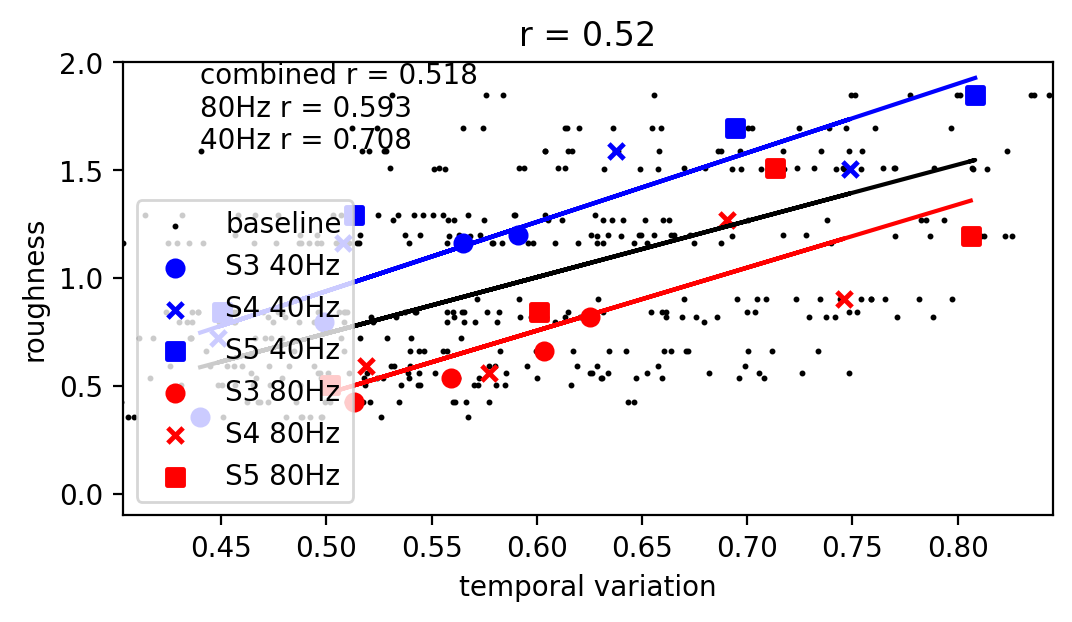 r = 0.52
combined r = 0.518
80Hz r = 0.593
40Hz r = 0.708
2.0
1.5
1.0
0.5
0.0
roughness
baseline
S3 40Hz
S4 40Hz
S5 40Hz
S3 80Hz
S4 80Hz
S5 80Hz
0.45 0.50 0.55 0.60 0.65 0.70 0.75 0.80
temporal variation